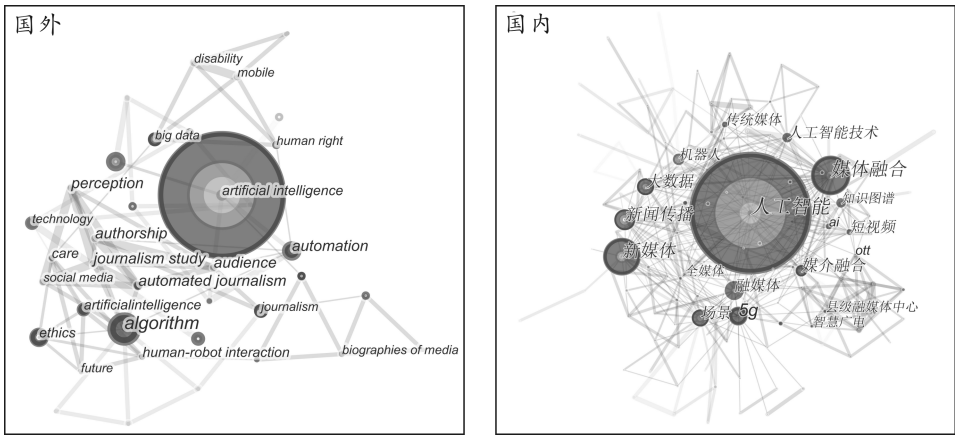 国外
disability
mobile
big data
human right
perception
artificial intelligence
technology
authorship
care
journalism study
audience
automation
social media
automated journalism
artificialintelligence
journalism
algorithm
ethics
human-robot interaction
biographies of media
future
国内
传统媒体
人工智能技术
机器人
媒体融合
大数据
知识图谱
人工智能
新闻传播
ai
短视频
新媒体
ott
全媒体
媒介融合
融媒体
场景
5g
县级融媒体中心
智慧广电